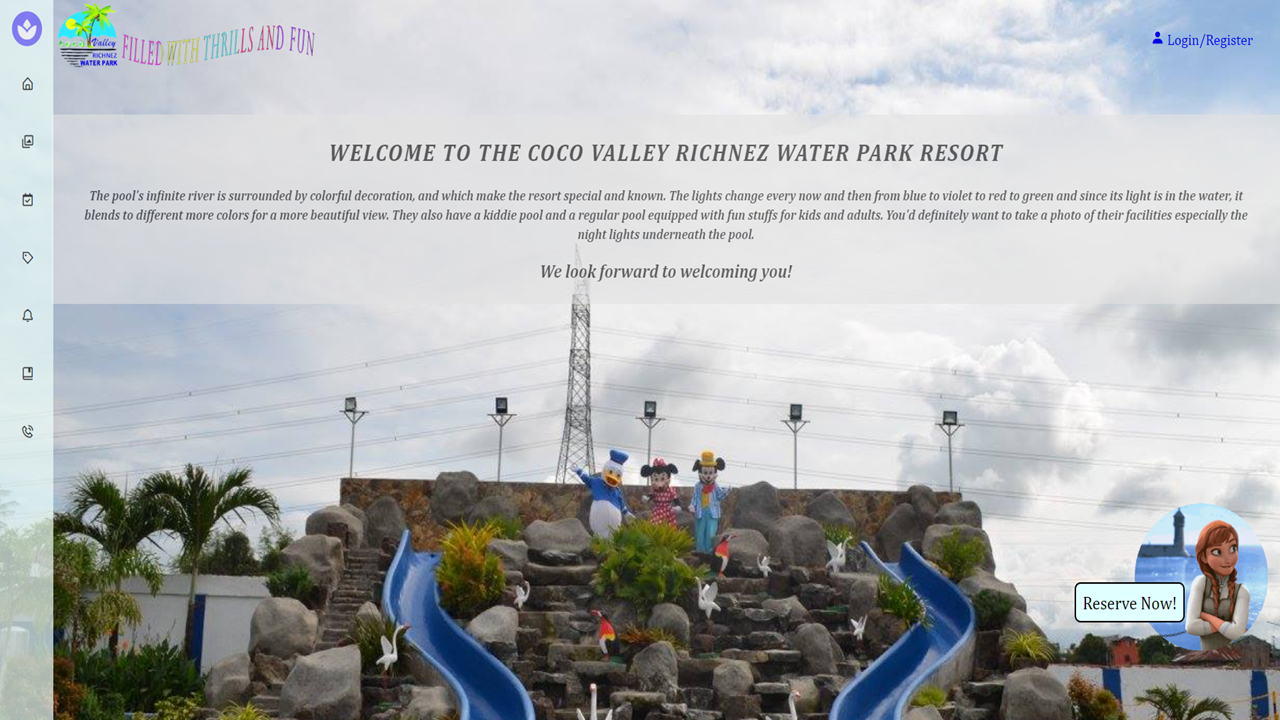 Coco Valley
RICHNEZ
WATER PARK
FILLED WITH THRILLS AND FUN
Login/Register
WELCOME TO THE COCO VALLEY RICHNEZ WATER PARK RESORT
The pool's infinite river is surrounded by colorful decoration, and which make the resort special and known. The lights change every now and then from blue to violet to red to green and since its light is in the water, it
blends to different more colors for a more beautiful view. They also have a kiddie pool and a regular pool equipped with fun stuffs for kids and adults. You'd definitely want to take a photo of their facilities especially the
night lights underneath the pool.
We look forward to welcoming you!
Reserve Now!